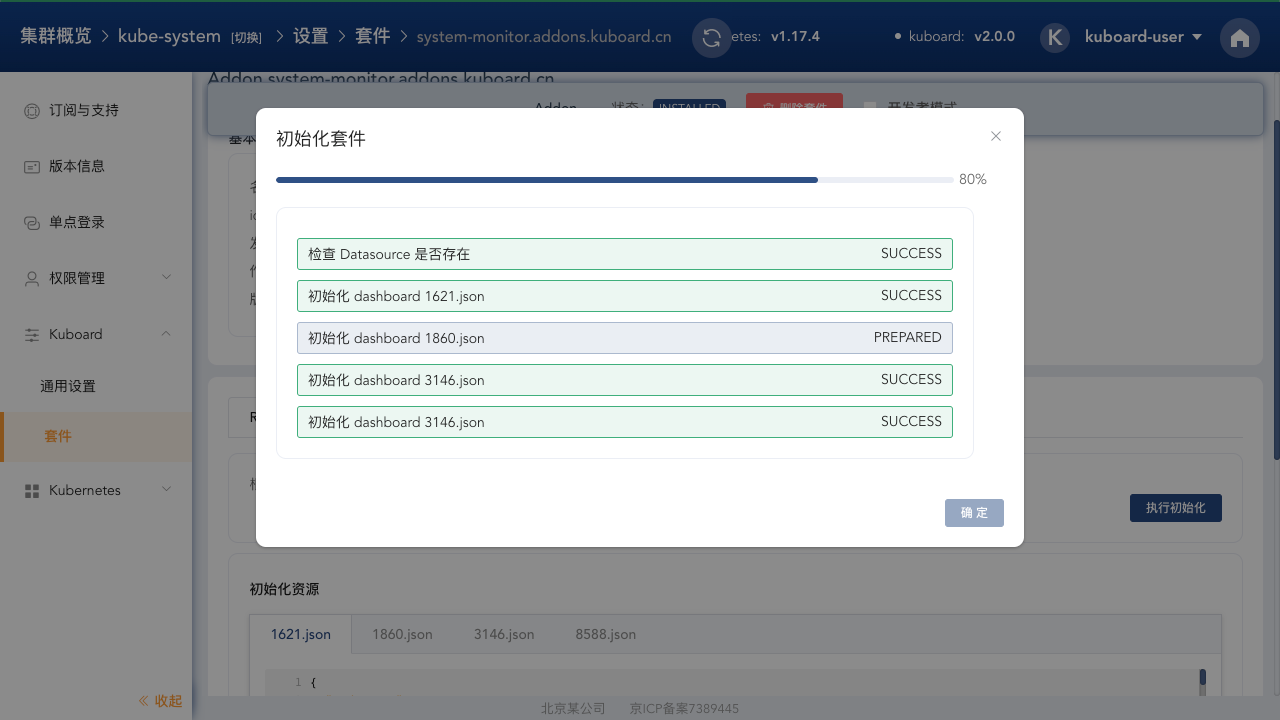 集群概览 > kube-system [切换] > 设置 > 套件 > system-monitor.addons.kuboard.cn
etes: v1.17.4
kuboard: v2.0.0
K kuboard-user
订阅与支持
版本信息
单点登录
权限管理
Kuboard
通用设置
套件
Kubernetes
收起
Addon system-monitor.addons.kuboard.cn
Addon 状态: INSTALLED 删除套件 开发者模式
初始化套件
80%
检查 Datasource 是否存在 SUCCESS
初始化 dashboard 1621.json SUCCESS
初始化 dashboard 1860.json PREPARED
初始化 dashboard 3146.json SUCCESS
初始化 dashboard 3146.json SUCCESS
确 定
执行初始化
初始化资源
1621.json 1860.json 3146.json 8588.json
1 {
北京某公司 京ICP备案7389445